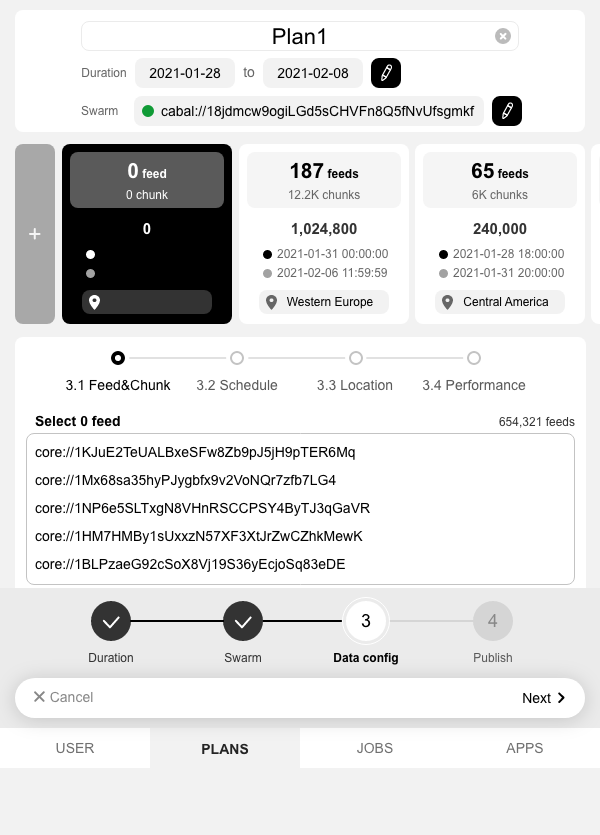 Plan1
Duration 2021-01-28 to 2021-02-08
Swarm cabal://18jdmcw9ogiLGd5sCHVFn8Q5fNvUfsgmkf
+
0 feed
0 chunk
0
187 feeds
12.2K chunks
1,024,800
2021-01-31 00:00:00
2021-02-06 11:59:59
Western Europe
65 feeds
6K chunks
240,000
2021-01-28 18:00:00
2021-01-31 20:00:00
Central America
3.1 Feed&Chunk 3.2 Schedule 3.3 Location 3.4 Performance
Select 0 feed 654,321 feeds
core://1KJuE2TeUALBxeSFw8Zb9pJ5jH9pTER6Mq
core://1Mx68sa35hyPJygbfx9v2VoNQr7zfb7LG4
core://1NP6e5SLTxgN8VHnRSCCPSY4ByTJ3qGaVR
core://1HM7HMBy1sUxxzN57XF3XtJrZwCZhkMewK
core://1BLPzaeG92cSoX8Vj19S36yEcjoSq83eDE
3 4
Duration Swarm Data config Publish
Cancel Next
USER PLANS JOBS APPS